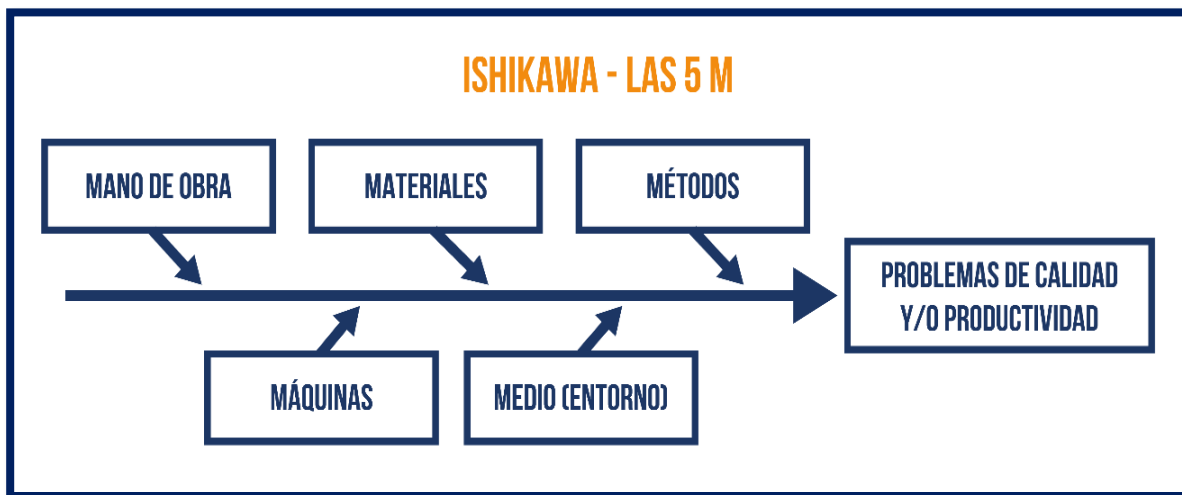 ISHIKAWA - LAS 5 M
MANO DE OBRA
MATERIALES
MÉTODOS
PROBLEMAS DE CALIDAD
Y/O PRODUCTIVIDAD
MÁQUINAS
MEDIO (ENTORNO)